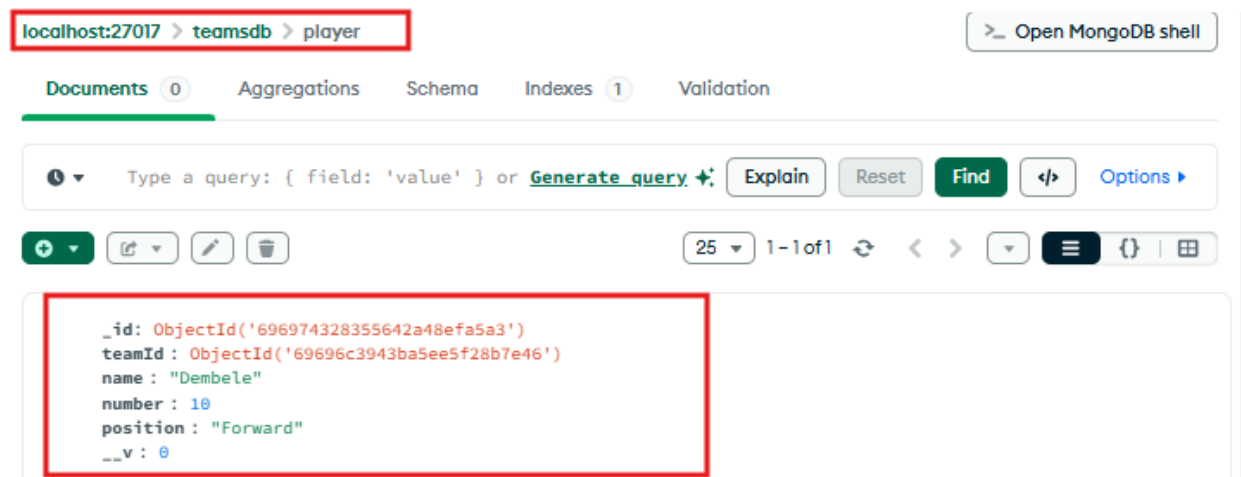 localhost:27017 > teamsdb > player
>_ Open MongoDB shell
Documents 0 Aggregations Schema Indexes 1 Validation
Type a query: { field: 'value' } or Generate query Explain Reset Find </> Options
25 1–1 of 1 {}
_id: ObjectId('696974328355642a48efa5a3')
teamId : ObjectId('69696c3943ba5ee5f28b7e46')
name : "Dembele"
number : 10
position : "Forward"
__v : 0